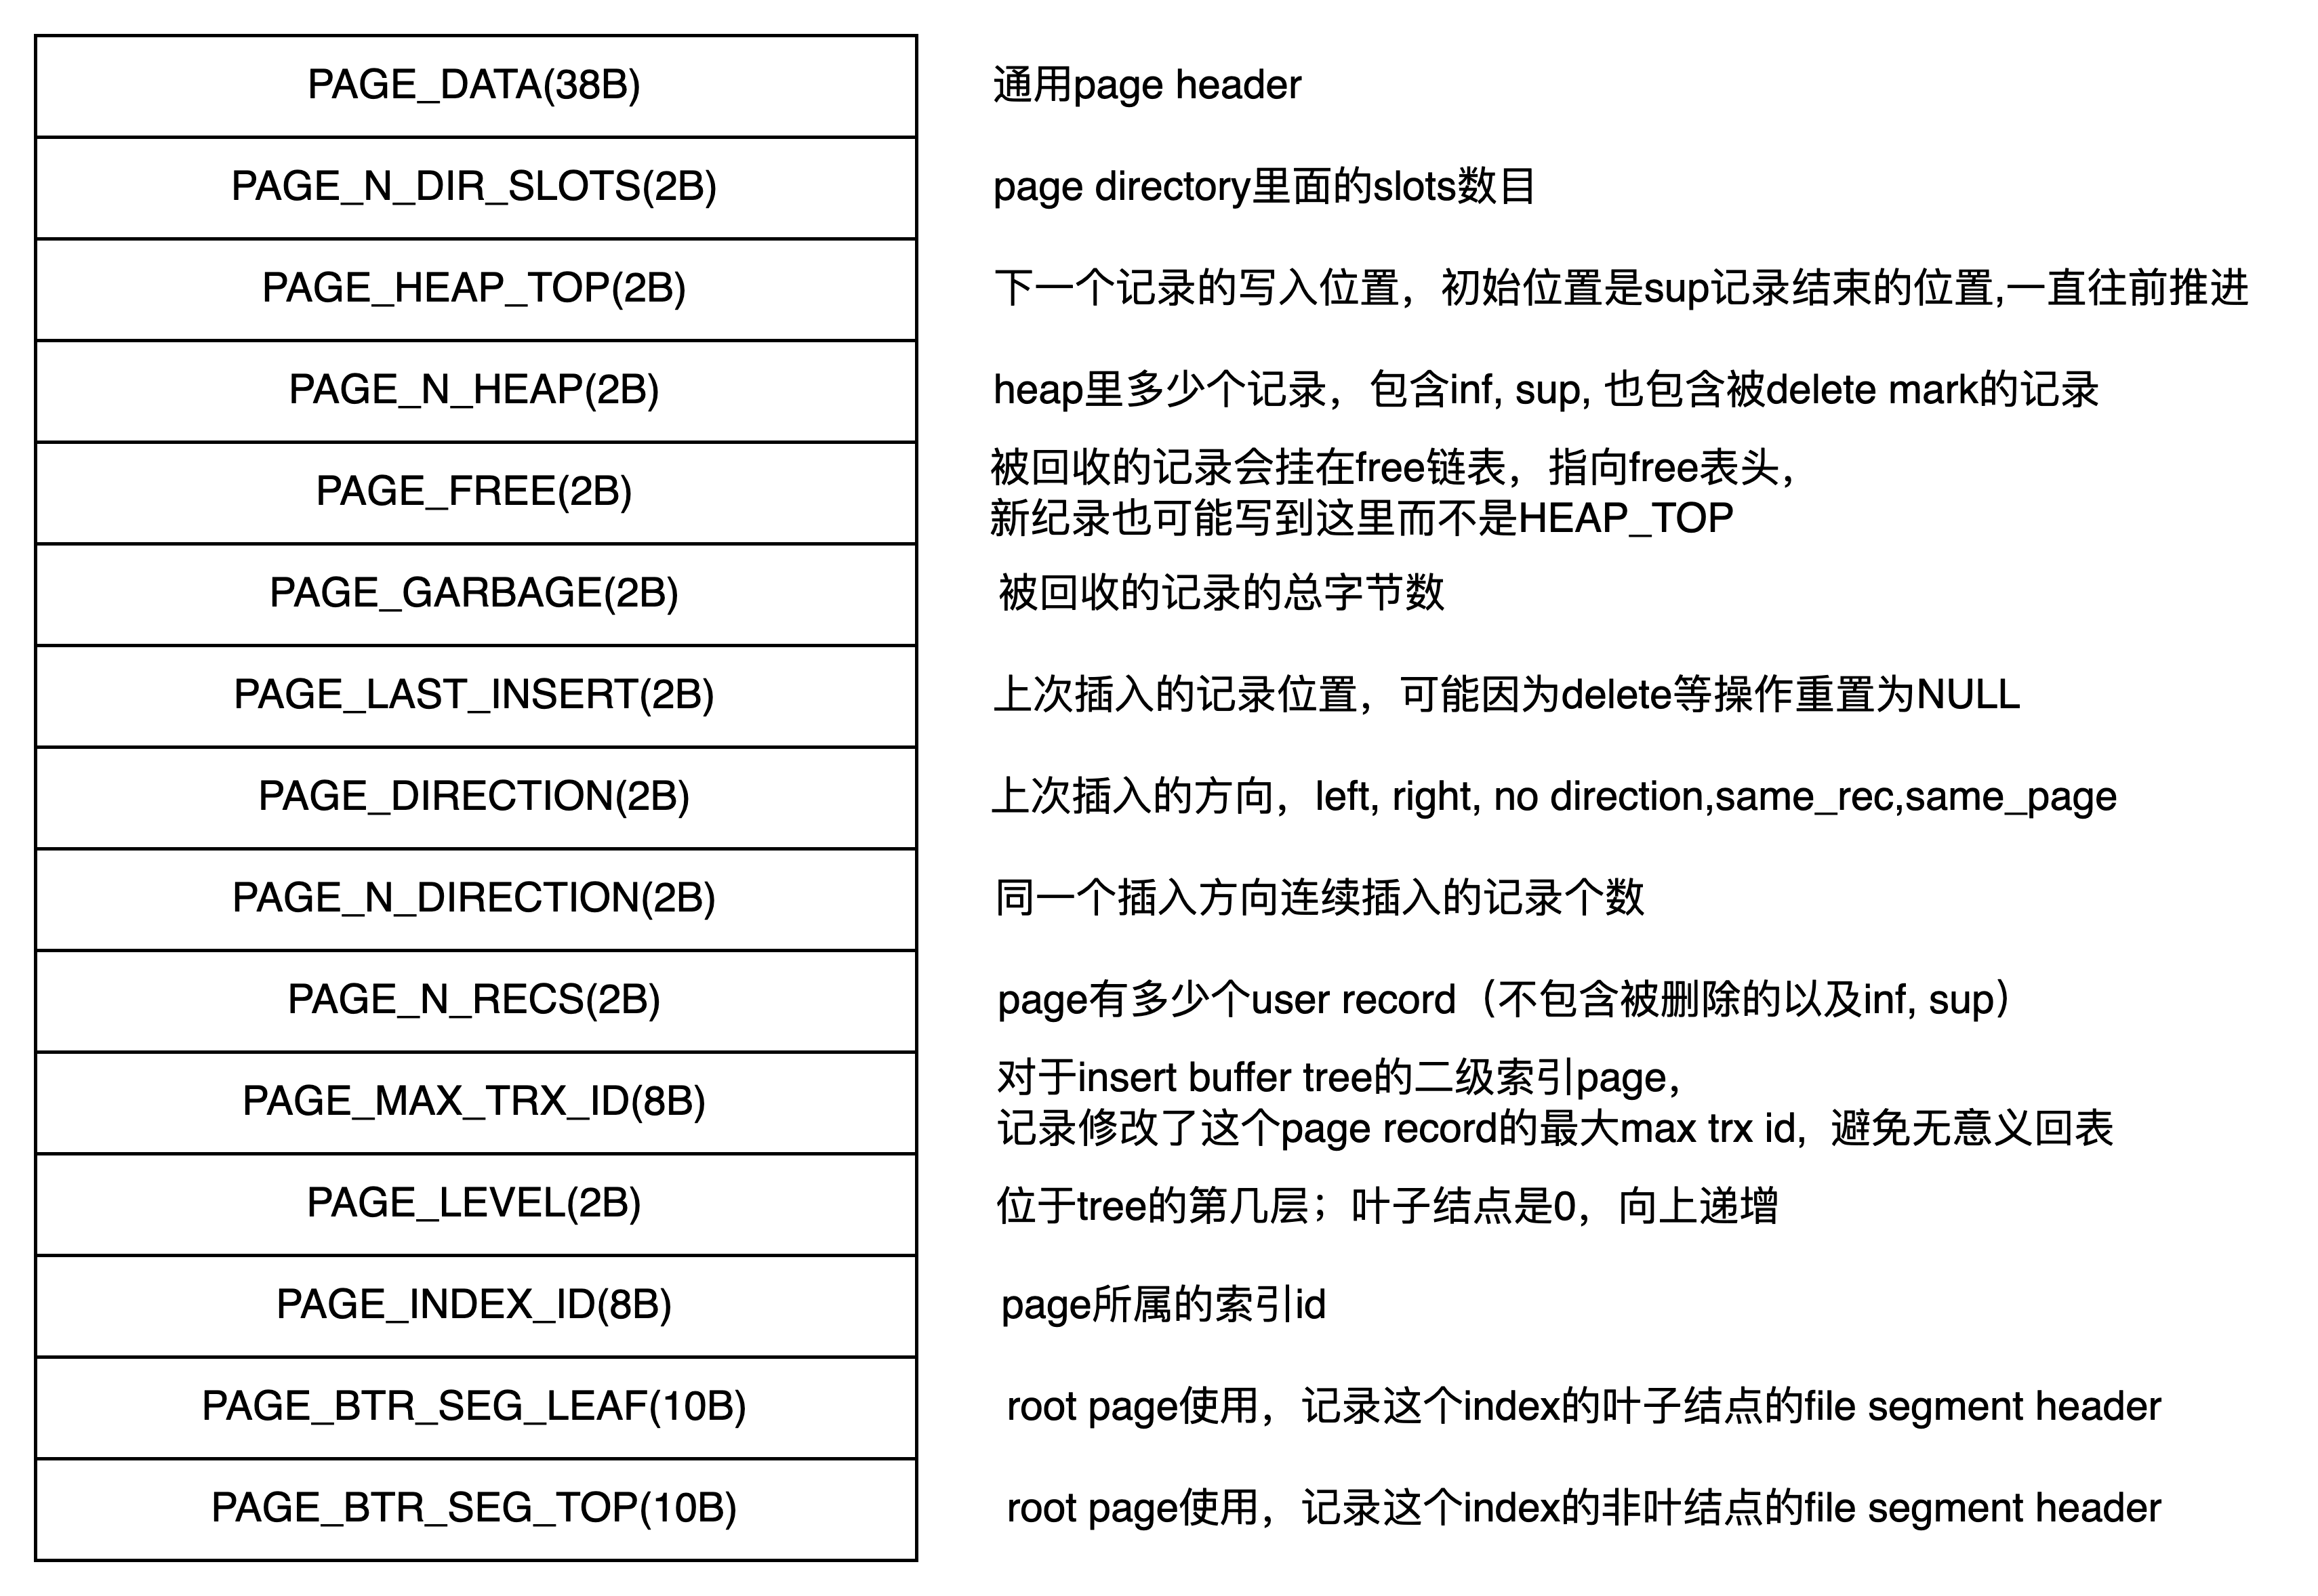 PAGE_DATA(38B)
通用page header
PAGE_N_DIR_SLOTS(2B)
page directory里面的slots数目
PAGE_HEAP_TOP(2B)
下一个记录的写入位置，初始位置是sup记录结束的位置,一直往前推进
PAGE_N_HEAP(2B)
heap里多少个记录，包含inf, sup, 也包含被delete mark的记录
PAGE_FREE(2B)
被回收的记录会挂在free链表，指向free表头，
新纪录也可能写到这里而不是HEAP_TOP
PAGE_GARBAGE(2B)
被回收的记录的总字节数
PAGE_LAST_INSERT(2B)
上次插入的记录位置，可能因为delete等操作重置为NULL
PAGE_DIRECTION(2B)
上次插入的方向，left, right, no direction,same_rec,same_page
PAGE_N_DIRECTION(2B)
同一个插入方向连续插入的记录个数
PAGE_N_RECS(2B)
page有多少个user record（不包含被删除的以及inf, sup）
PAGE_MAX_TRX_ID(8B)
对于insert buffer tree的二级索引page，
记录修改了这个page record的最大max trx id，避免无意义回表
PAGE_LEVEL(2B)
位于tree的第几层；叶子结点是0，向上递增
PAGE_INDEX_ID(8B)
page所属的索引id
PAGE_BTR_SEG_LEAF(10B)
root page使用，记录这个index的叶子结点的file segment header
PAGE_BTR_SEG_TOP(10B)
root page使用，记录这个index的非叶结点的file segment header